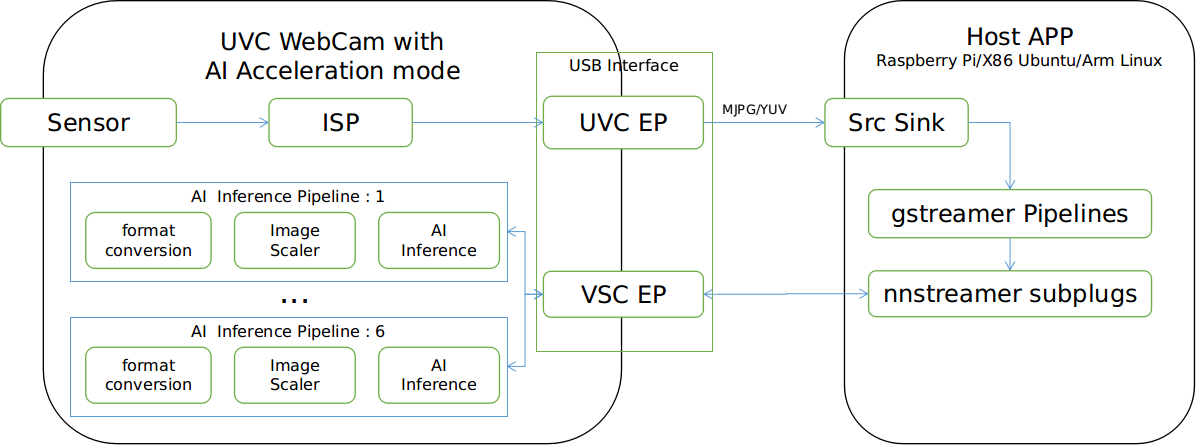 UVC WebCam with
AI Acceleration mode
USB Interface
Host APP
Raspberry Pi/X86 Ubuntu/Arm Linux
Sensor
ISP
UVC EP
MJPG/YUV
Src Sink
AI Inference Pipeline : 1
format
conversion
Image
Scaler
AI
Inference
gstreamer Pipelines
...
VSC EP
nnstreamer subplugs
AI Inference Pipeline : 6
format
conversion
Image
Scaler
AI
Inference